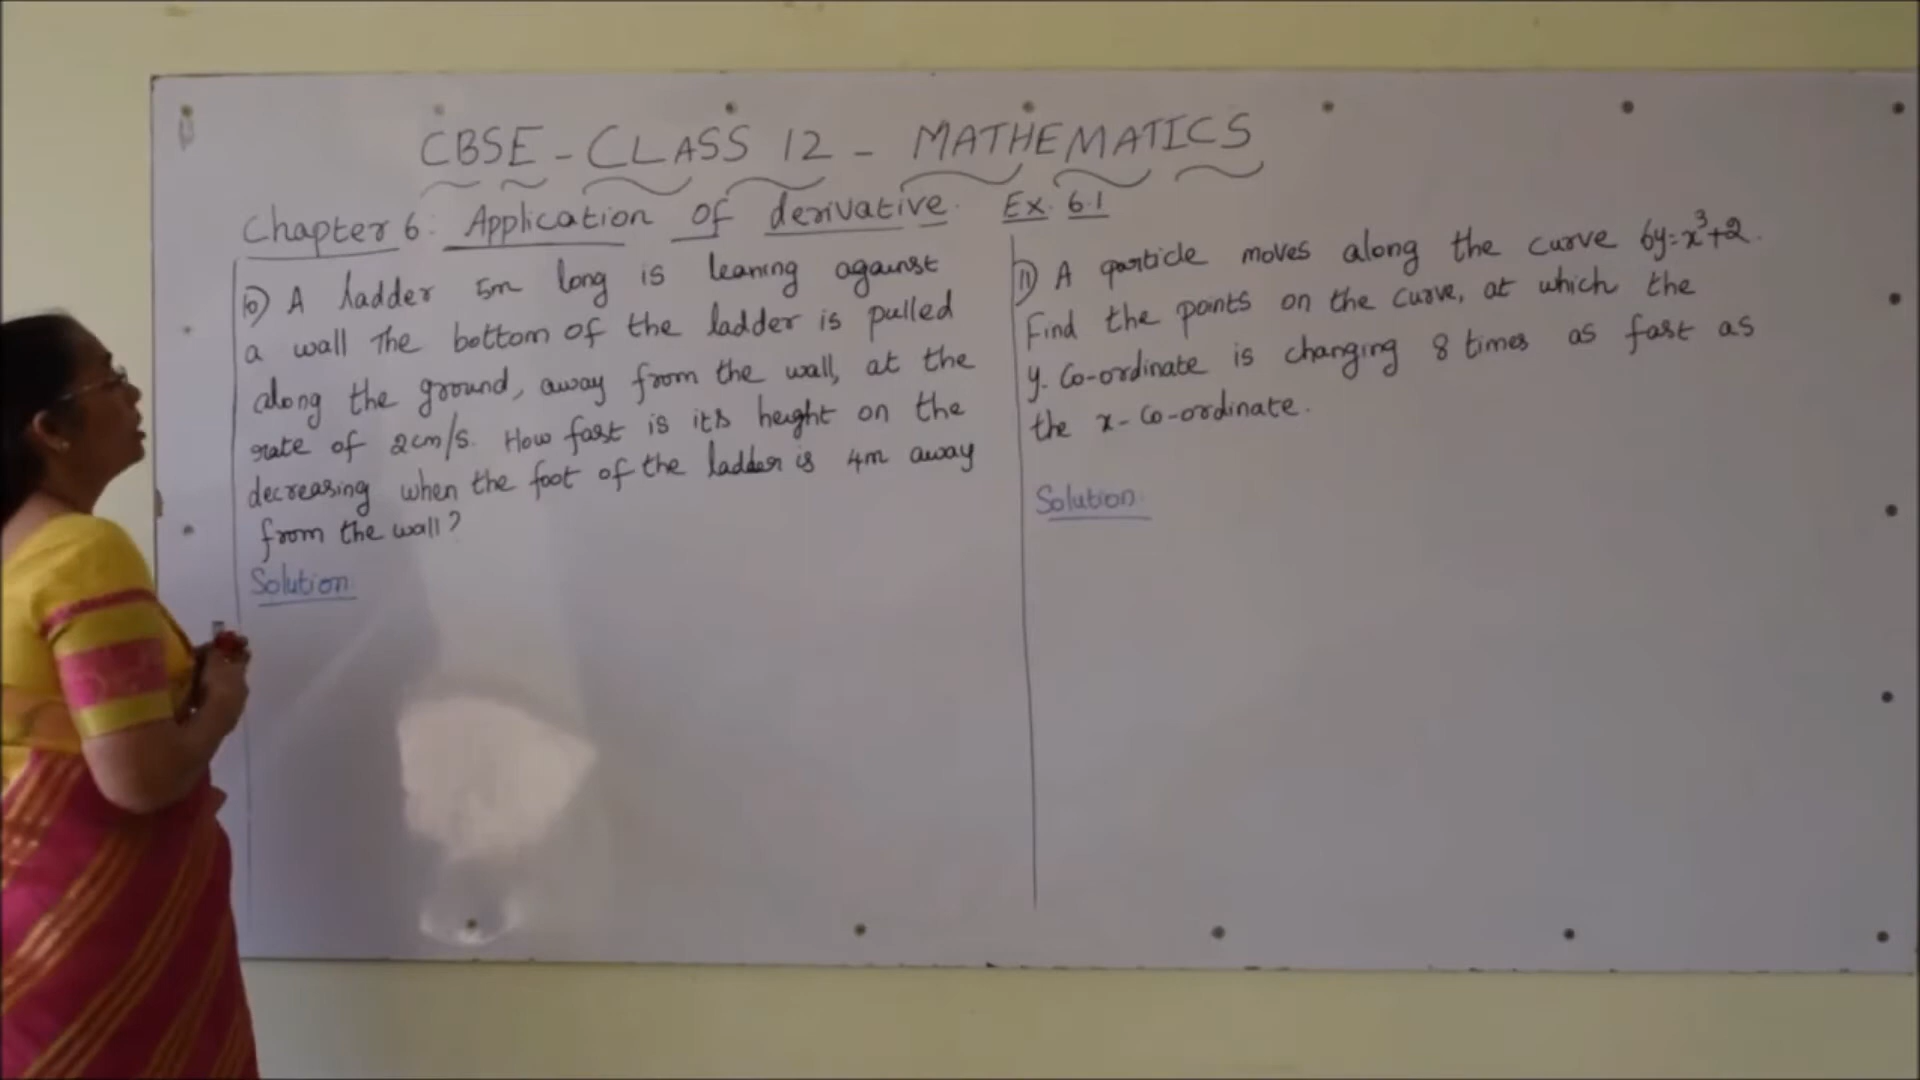 CBSE - CLASS 12 - MATHEMATICS
Chapter 6: Application of derivative. Ex. 6.1
10) A ladder 5m long is leaning against
a wall The bottom of the ladder is pulled
along the ground, away from the wall, at the
rate of 2cm/s. How fast is it's height on the
decreasing when the foot of the ladder is 4m away
from the wall?
Solution
11) A particle moves along the curve 6y=x³+2.
Find the points on the curve, at which the
y. Co-ordinate is changing 8 times as fast as
the x-Co-ordinate.
Solution